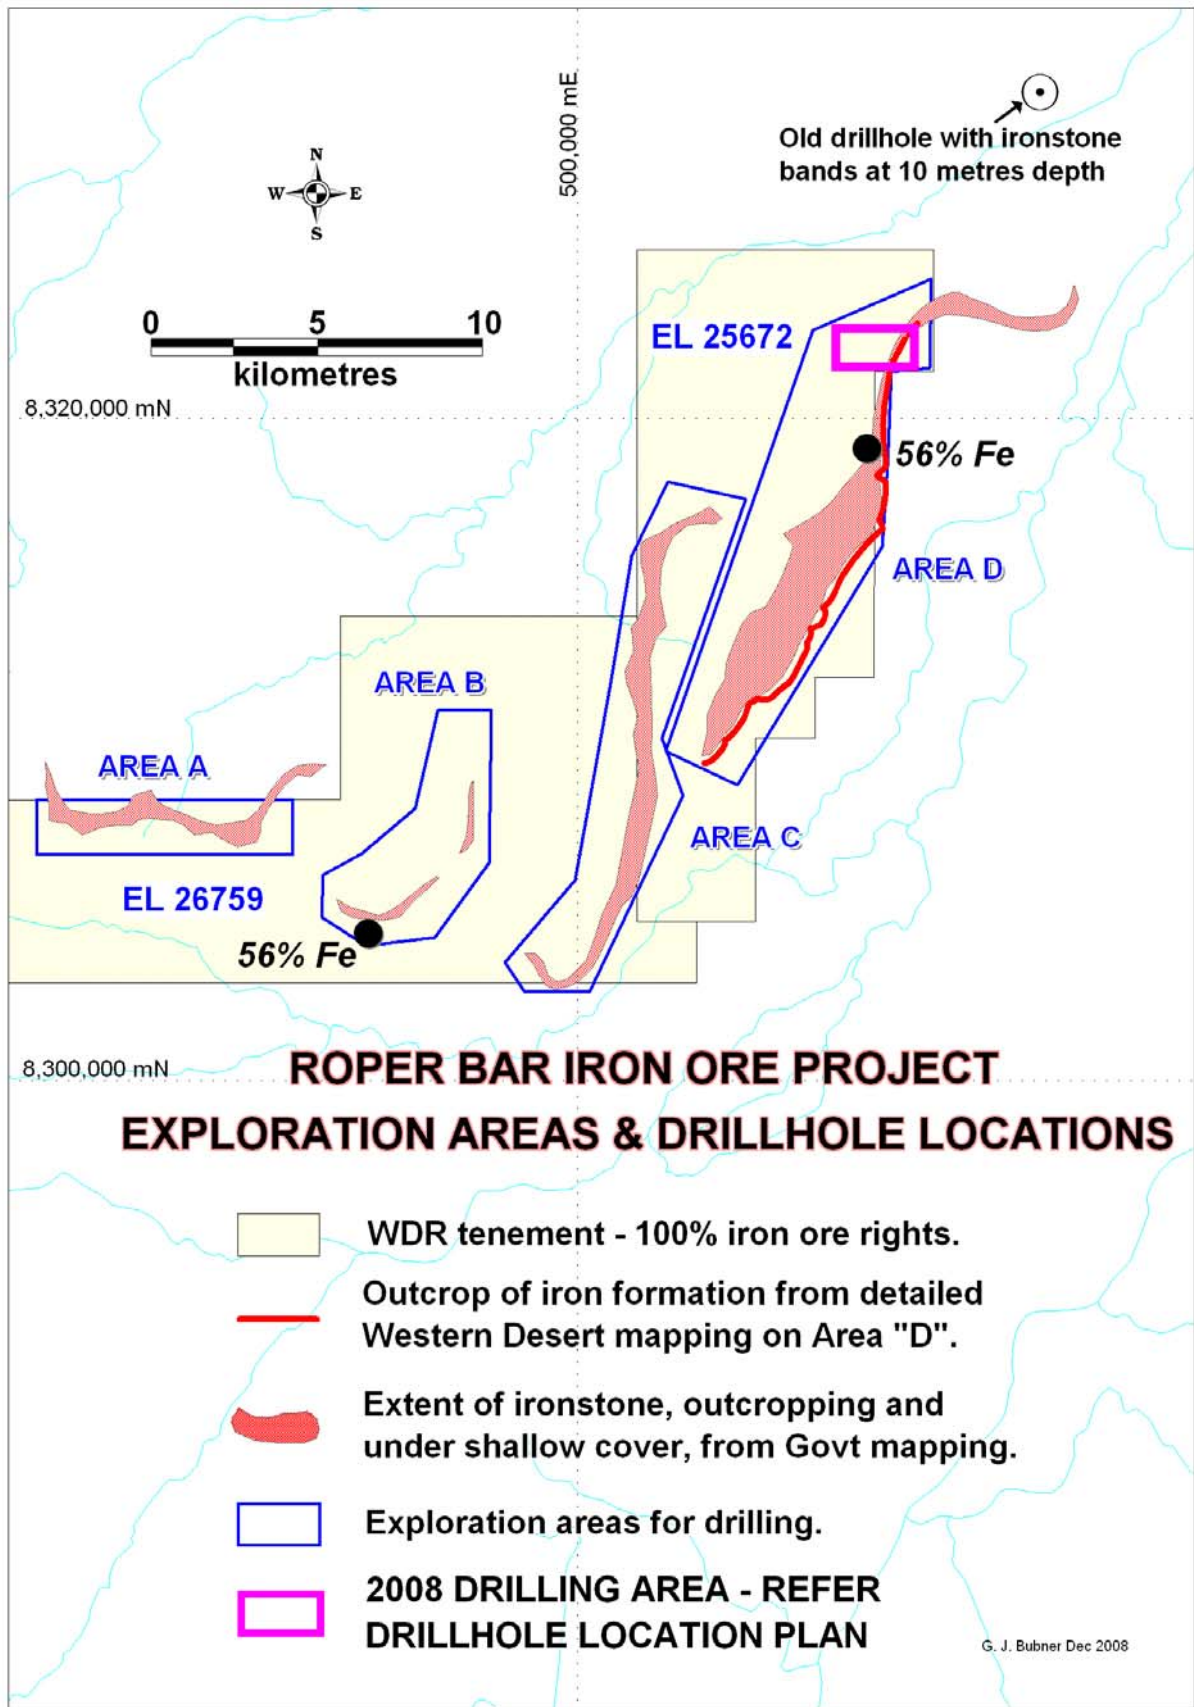 500,000 mE
Old drillhole with ironstone
bands at 10 metres depth
N
W E
S
0 5 10
kilometres
EL 25672
8,320,000 mN
56% Fe
AREA D
AREA B
AREA A
AREA C
EL 26759
56% Fe
8,300,000 mN
ROPER BAR IRON ORE PROJECT
EXPLORATION AREAS & DRILLHOLE LOCATIONS
WDR tenement - 100% iron ore rights.
Outcrop of iron formation from detailed
Western Desert mapping on Area "D".
Extent of ironstone, outcropping and
under shallow cover, from Govt mapping.
Exploration areas for drilling.
2008 DRILLING AREA - REFER
DRILLHOLE LOCATION PLAN
G. J. Bubner Dec 2008